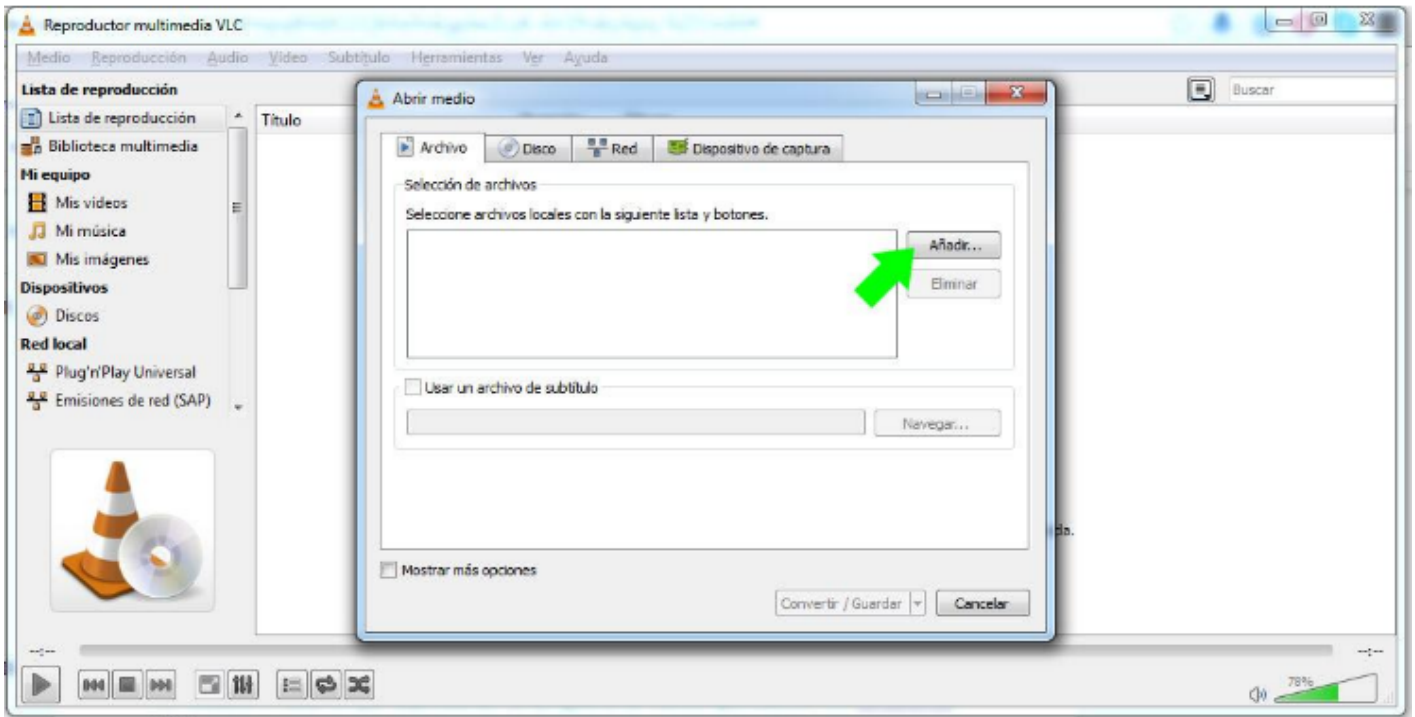 Reproductor multimedia VLC
Medio Reproducción Audio Vídeo Subtítulo Herramientas Ver Ayuda
Lista de reproducción
Buscar
Lista de reproducción
Título
Biblioteca multimedia
Mi equipo
Mis vídeos
Mi música
Mis imágenes
Dispositivos
Discos
Red local
Plug'n'Play Universal
Emisiones de red (SAP)
Abrir medio
Archivo Disco Red Dispositivo de captura
Selección de archivos
Seleccione archivos locales con la siguiente lista y botones.
Añadir...
Eliminar
Usar un archivo de subtítulo
Navegar...
da.
Mostrar más opciones
Convertir / Guardar Cancelar
--:-- --:--
78%